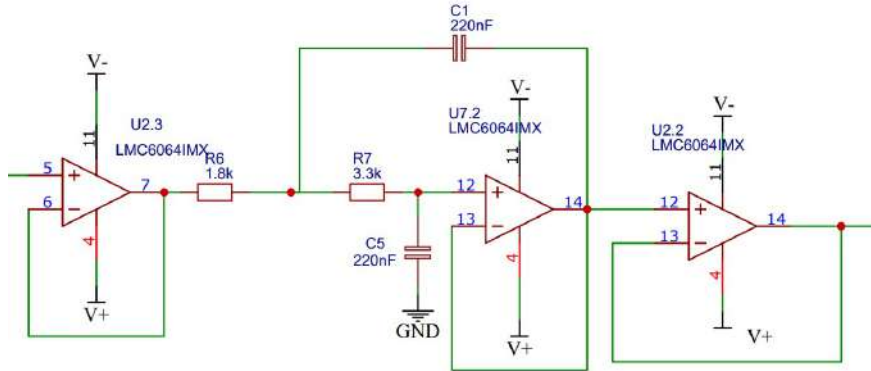 C1
220nF
V-
11
U2.3
LMC6064IMX
5
6
7
4
V+
R6
1.8k
R7
3.3k
C5
220nF
GND
V-
11
U7.2
LMC6064IMX
12
13
14
4
V+
V-
11
U2.2
LMC6064IMX
12
13
14
4
V+